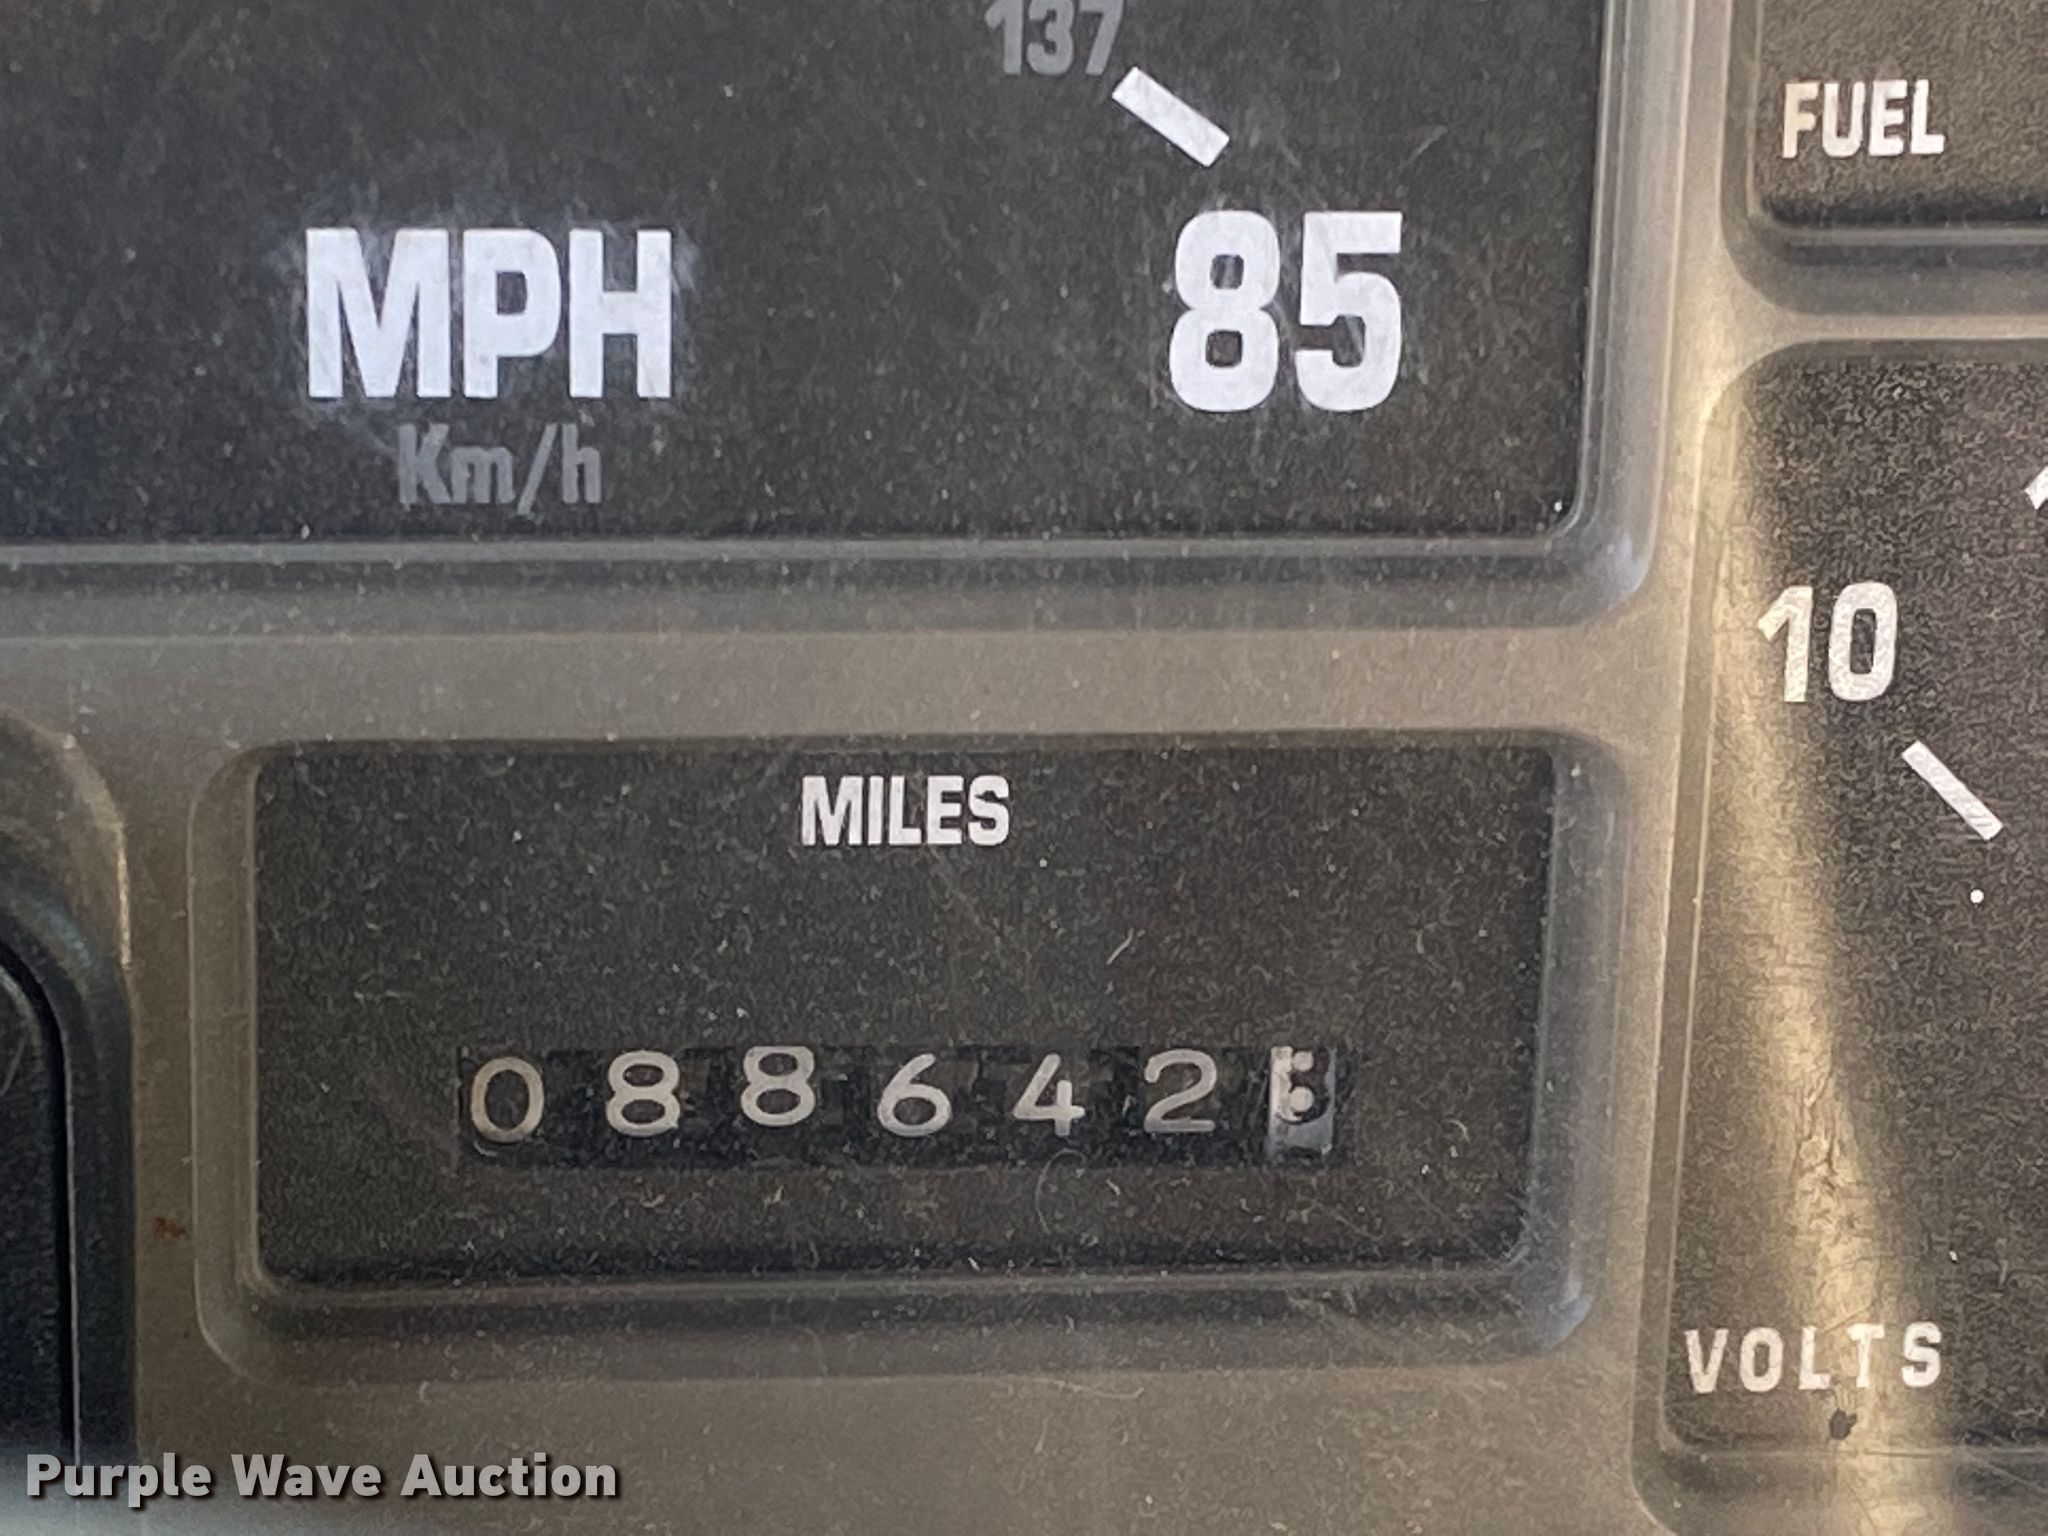 137
85
MPH
Km/h
FUEL
10
MILES
088642
VOLTS
Purple Wave Auction